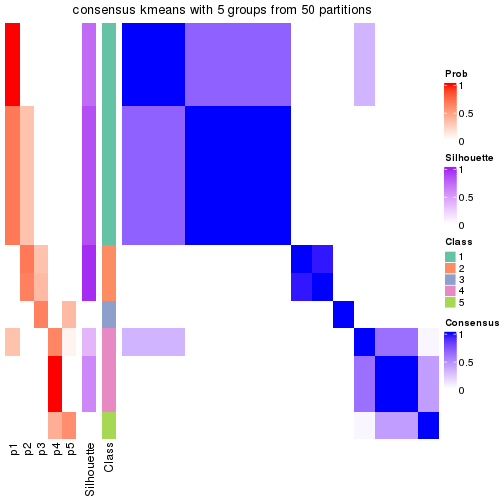 consensus kmeans with 5 groups from 50 partitions
Prob
1
0.5
0
Silhouette
1
0.5
0
Class
1
2
3
4
5
Consensus
1
0.5
0
p1
p2
p3
p4
p5
Silhouette
Class